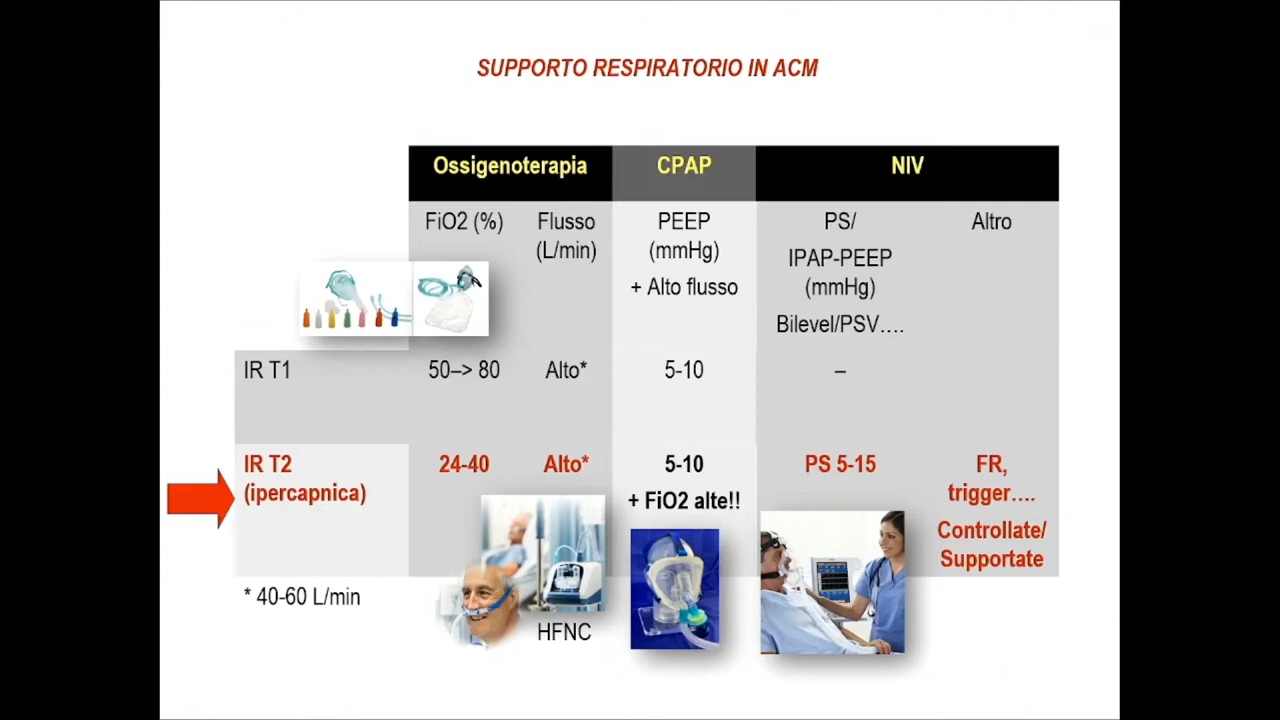 SUPPORTO RESPIRATORIO IN ACM
Ossigenoterapia CPAP NIV
FiO2 (%) Flusso (L/min) PEEP (mmHg) + Alto flusso PS/ IPAP-PEEP (mmHg) Bilevel/PSV…. Altro
IR T1 50–> 80 Alto* 5-10 –
IR T2 (ipercapnica) 24-40 Alto* 5-10 + FiO2 alte!! PS 5-15 FR, trigger…. Controllate/ Supportate
* 40-60 L/min
HFNC